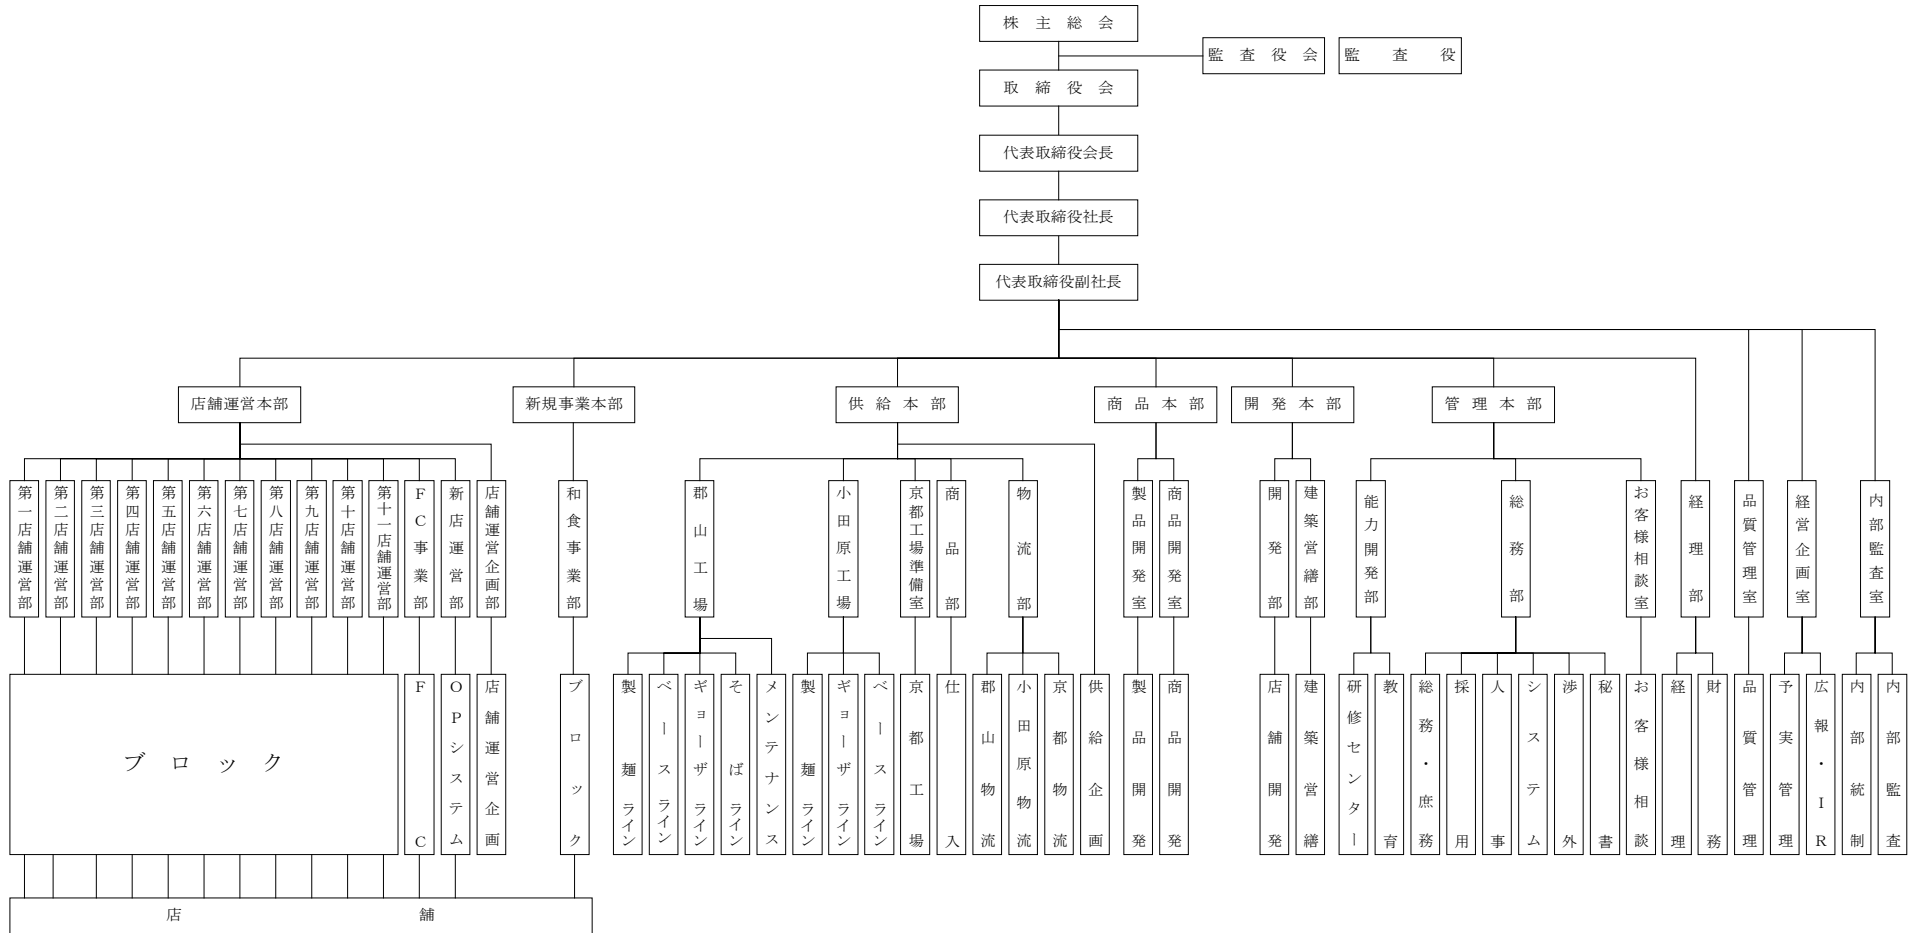 株主総会
監査役会
監査役
取締役会
代表取締役会長
代表取締役社長
代表取締役副社長
店舗運営本部
新規事業本部
供給本部
商品本部
開発本部
管理本部
第一店舗運営部
第二店舗運営部
第三店舗運営部
第四店舗運営部
第五店舗運営部
第六店舗運営部
第七店舗運営部
第八店舗運営部
第九店舗運営部
第十店舗運営部
第十一店舗運営部
FC事業部
新店運営部
店舗運営企画部
和食事業部
郡山工場
小田原工場
京都工場準備室
商品部
物流部
製品開発室
商品開発室
開発部
建築営繕部
能力開発部
総務部
お客様相談室
経理部
品質管理室
経営企画室
内部監査室
ブロック
FC
OPシステム
店舗運営企画
ブロック
製麺ライン
ベースライン
ギョーザライン
そばライン
メンテナンス
製麺ライン
ギョーザライン
ベースライン
京都工場
仕入
郡山物流
小田原物流
京都物流
供給企画
製品開発
商品開発
店舗開発
建築営繕
研修センター
教育
総務・庶務
採用
人事
システム
渉外
秘書
お客様相談
経理
財務
品質管理
予実管理
広報・IR
内部統制
内部監査
店舗